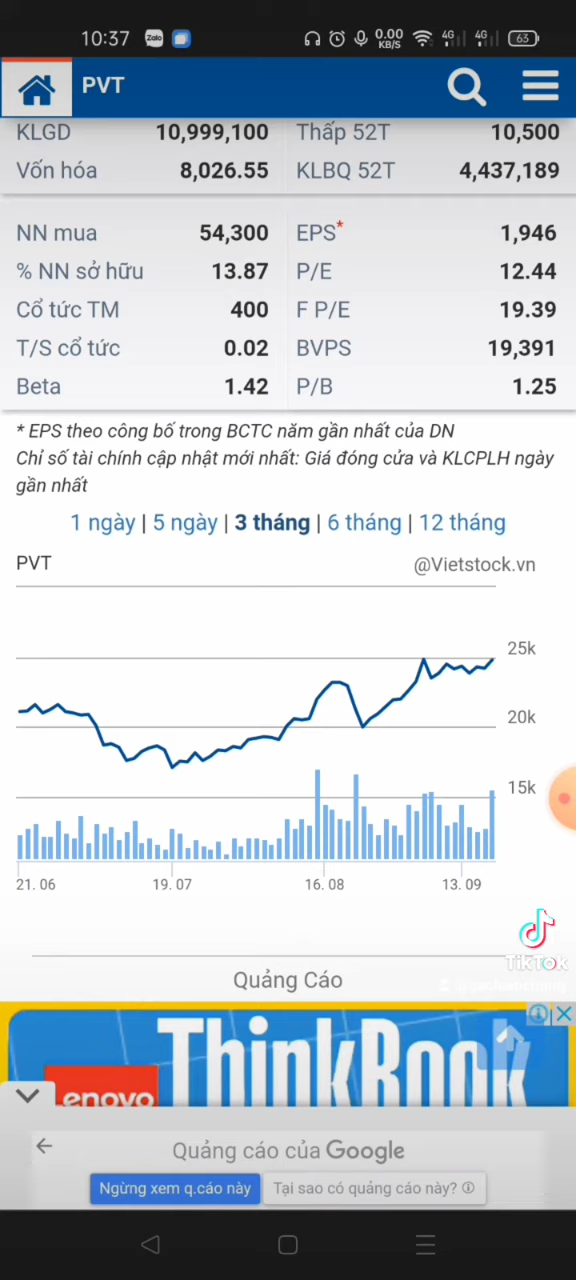 10:37 Zalo 0.00 KB/S 4G 4G 63
PVT
KLGD 10,999,100 Thấp 52T 10,500
Vốn hóa 8,026.55 KLBQ 52T 4,437,189
NN mua 54,300 EPS* 1,946
% NN sở hữu 13.87 P/E 12.44
Cổ tức TM 400 F P/E 19.39
T/S cổ tức 0.02 BVPS 19,391
Beta 1.42 P/B 1.25
* EPS theo công bố trong BCTC năm gần nhất của DN
Chỉ số tài chính cập nhật mới nhất: Giá đóng cửa và KLCPLH ngày
gần nhất
1 ngày | 5 ngày | 3 tháng | 6 tháng | 12 tháng
PVT @Vietstock.vn
25k
20k
15k
21. 06 19. 07 16. 08 13. 09
TikTok
Quảng Cáo
ThinkBook
enovo
Quảng cáo của Google
Ngừng xem q.cáo này Tại sao có quảng cáo này?